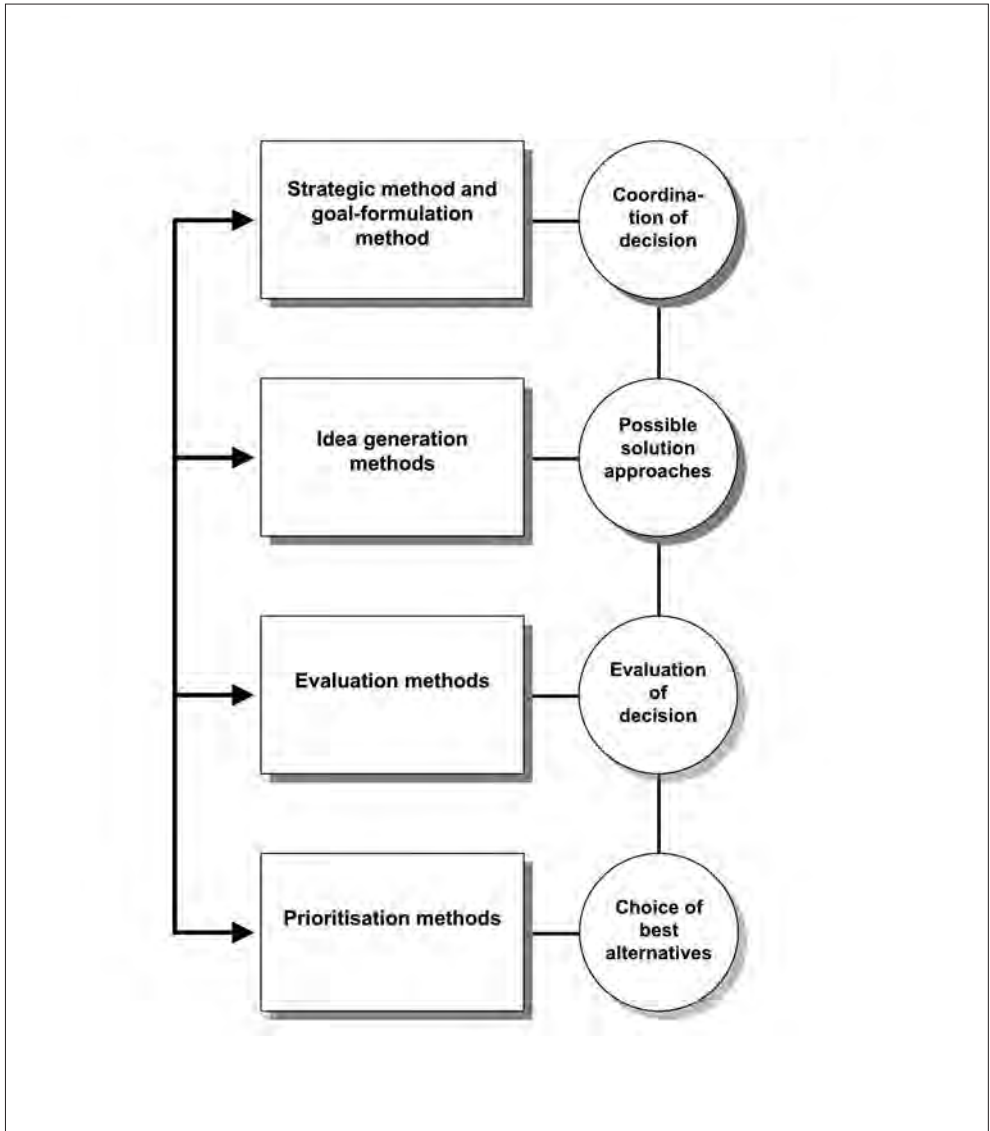 Strategic method and
goal-formulation
method
Coordina-
tion of
decision
Idea generation
methods
Possible
solution
approaches
Evaluation methods
Evaluation
of
decision
Prioritisation methods
Choice of
best
alternatives